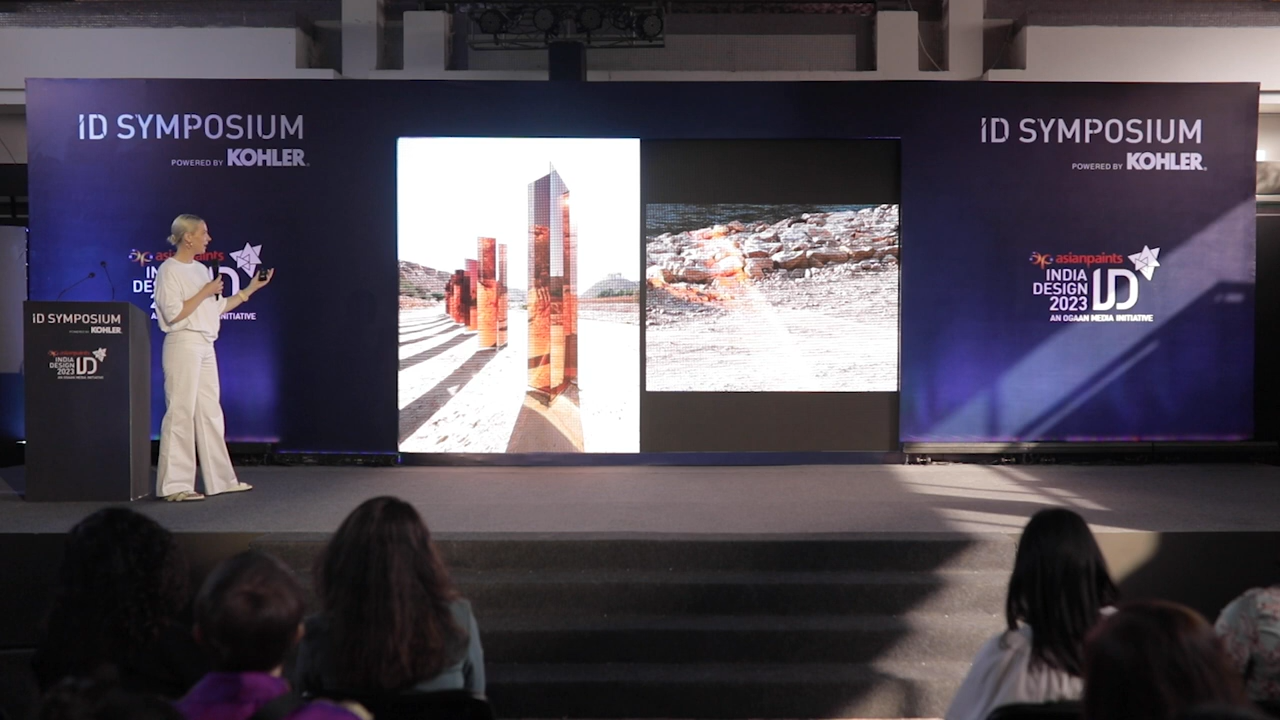 iD SYMPOSIUM
POWERED BY KOHLER
asianpaints
INDIA
DESIGN
2023
iD
INITIATIVE
iD SYMPOSIUM
POWERED BY KOHLER
asianpaints
INDIA
DESIGN
2023
iD
AN OGAAN MEDIA INITIATIVE
iD SYMPOSIUM
POWERED BY KOHLER
asianpaints
INDIA
DESIGN
2023
iD
AN OGAAN MEDIA INITIATIVE